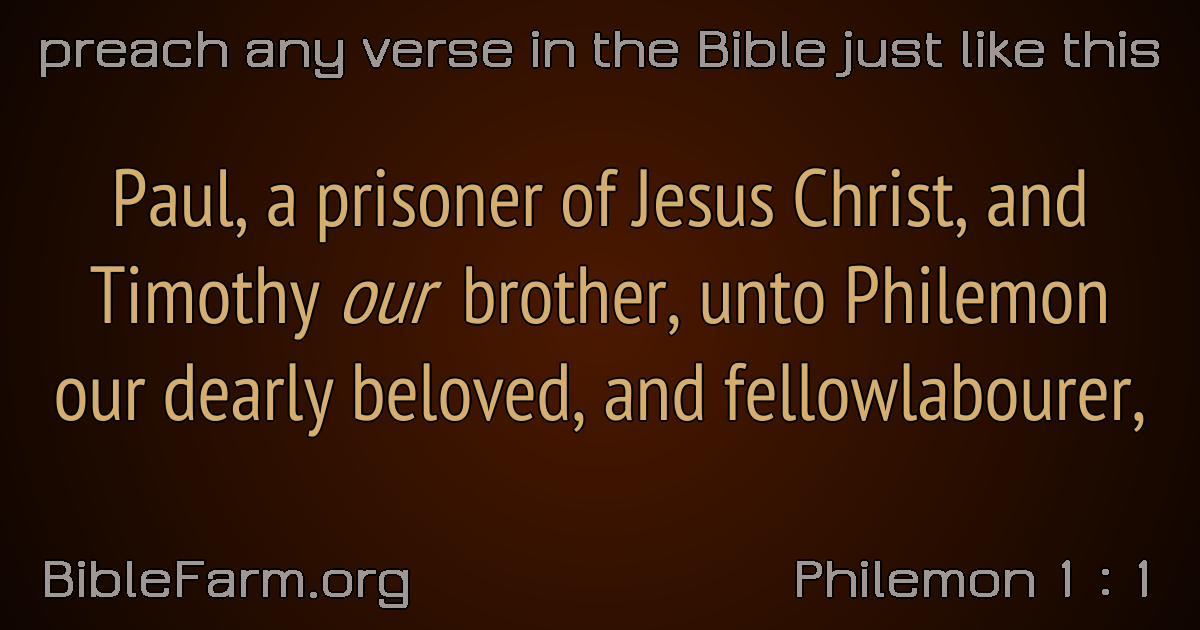 preach any verse in the Bible just like this
Paul, a prisoner of Jesus Christ, and
Timothy our brother, unto Philemon
our dearly beloved, and fellowlabourer,
BibleFarm.org
Philemon 1 : 1